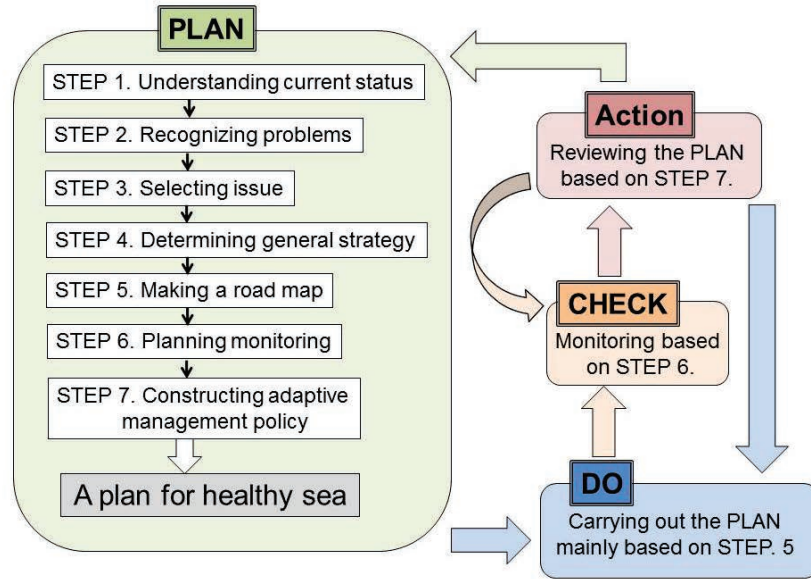 PLAN
STEP 1. Understanding current status
STEP 2. Recognizing problems
STEP 3. Selecting issue
STEP 4. Determining general strategy
STEP 5. Making a road map
STEP 6. Planning monitoring
STEP 7. Constructing adaptive
management policy
A plan for healthy sea
Action
Reviewing the PLAN
based on STEP 7.
CHECK
Monitoring based
on STEP 6.
DO
Carrying out the PLAN
mainly based on STEP. 5